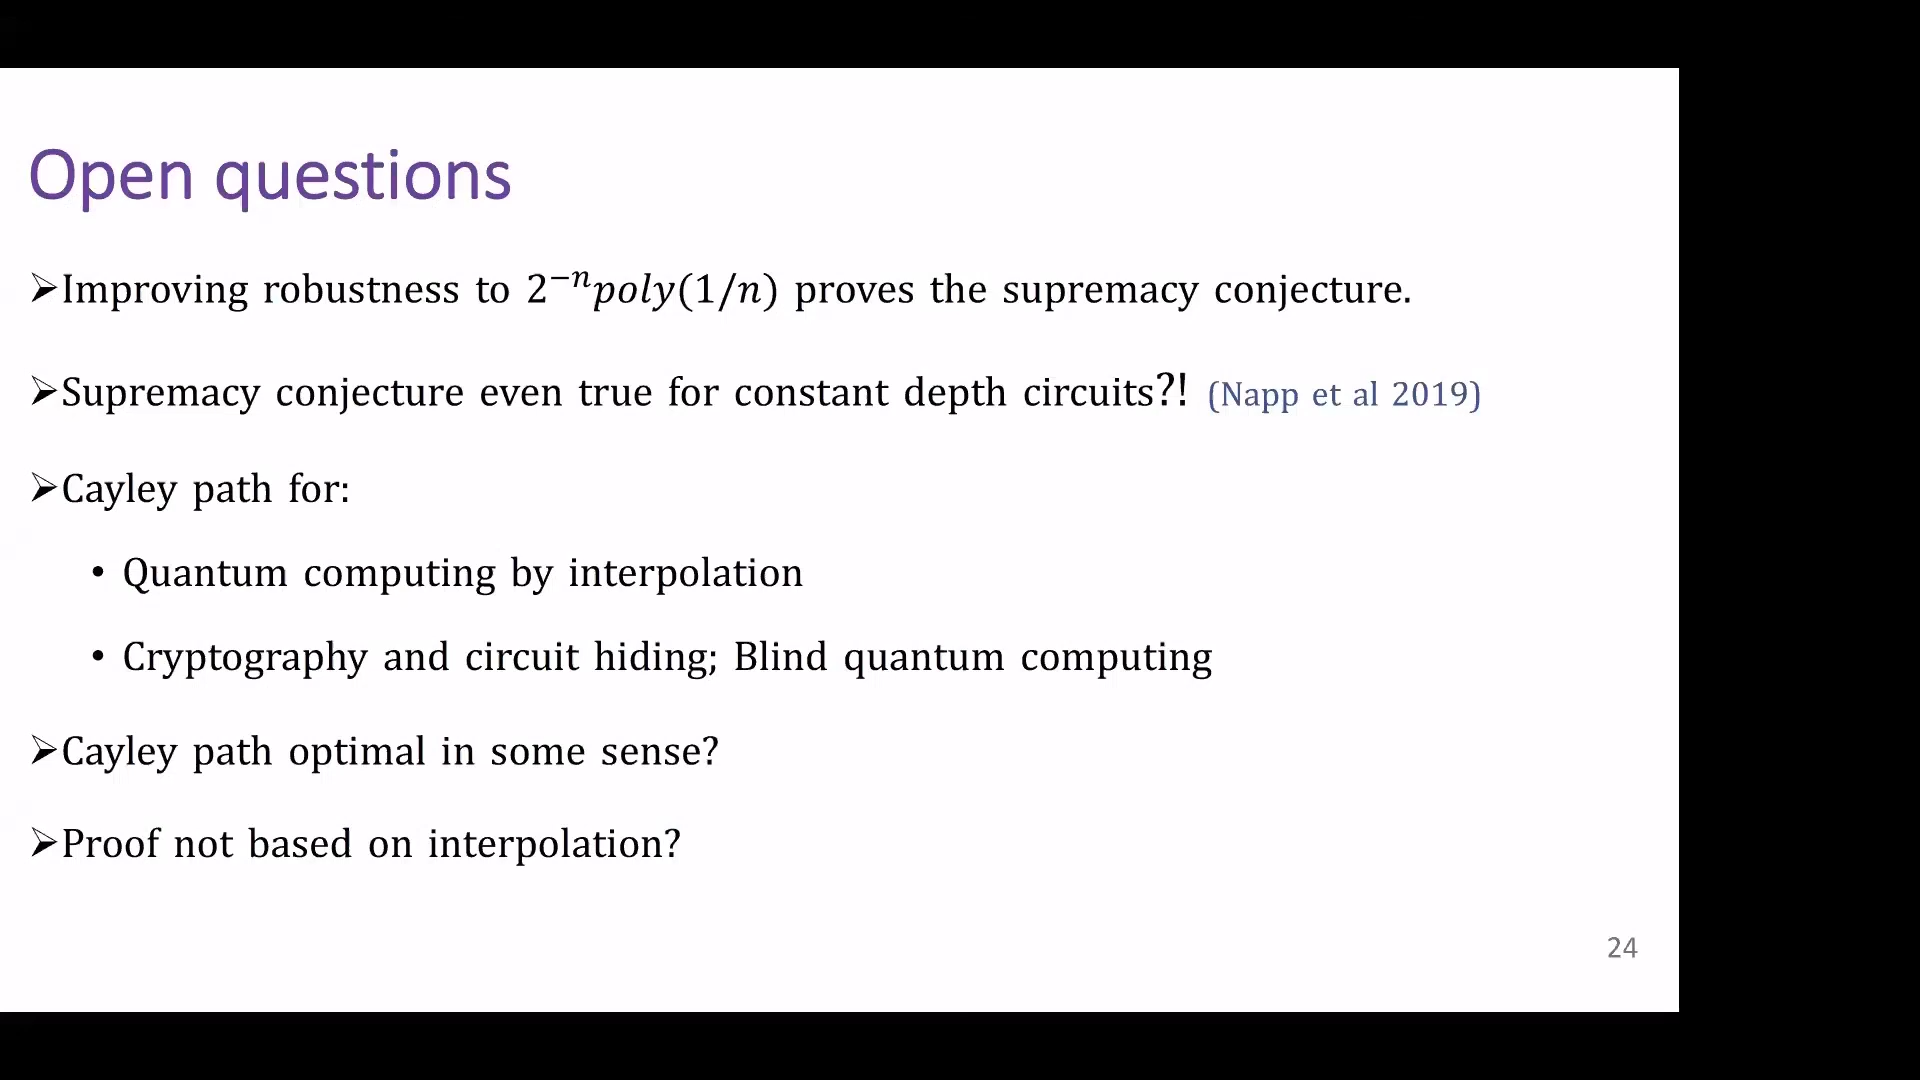 Open questions
➢Improving robustness to 2⁻ⁿpoly(1/n) proves the supremacy conjecture.
➢Supremacy conjecture even true for constant depth circuits?! (Napp et al 2019)
➢Cayley path for:
• Quantum computing by interpolation
• Cryptography and circuit hiding; Blind quantum computing
➢Cayley path optimal in some sense?
➢Proof not based on interpolation?
24